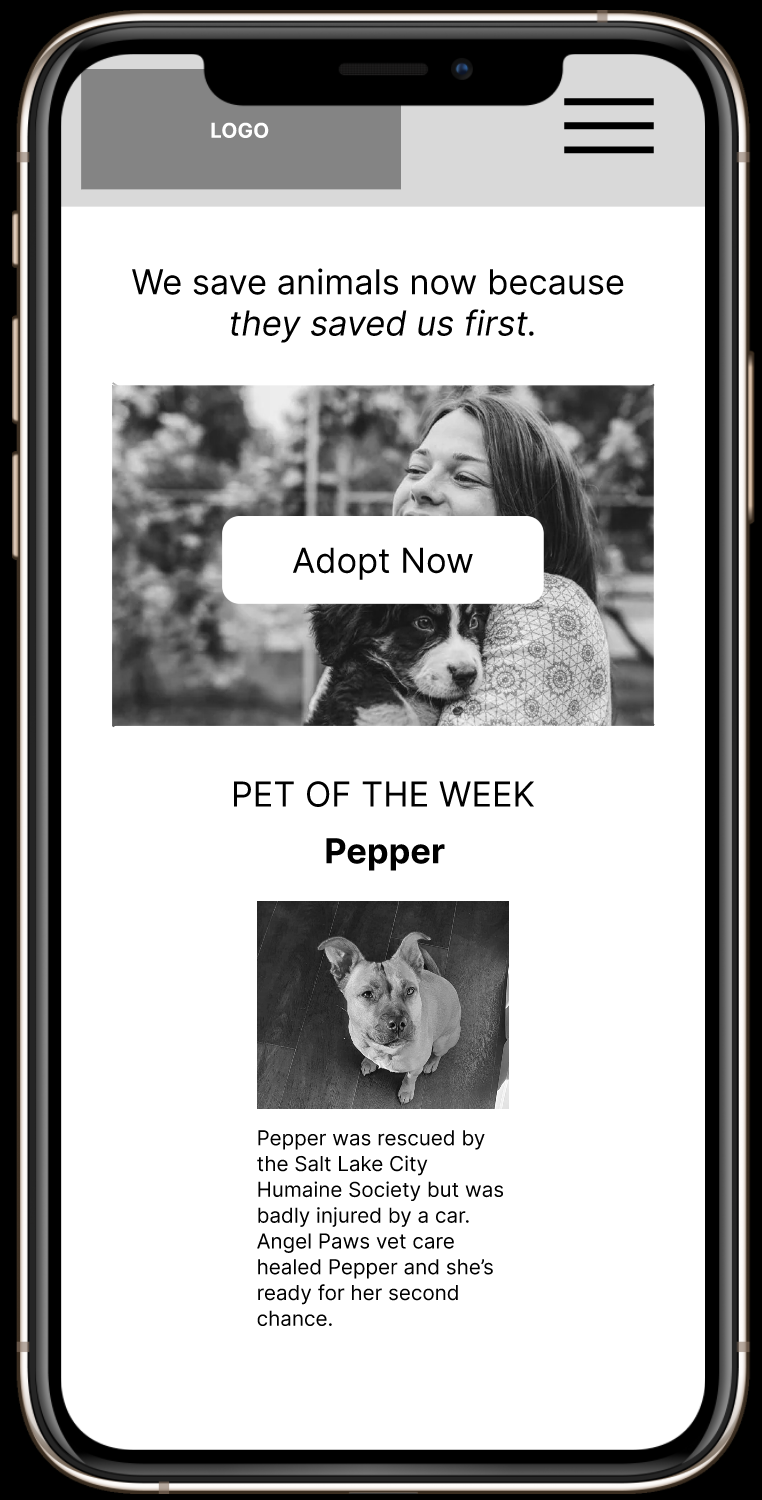 LOGO
We save animals now because
they saved us first.
Adopt Now
PET OF THE WEEK
Pepper
Pepper was rescued by
the Salt Lake City
Humaine Society but was
badly injured by a car.
Angel Paws vet care
healed Pepper and she’s
ready for her second
chance.